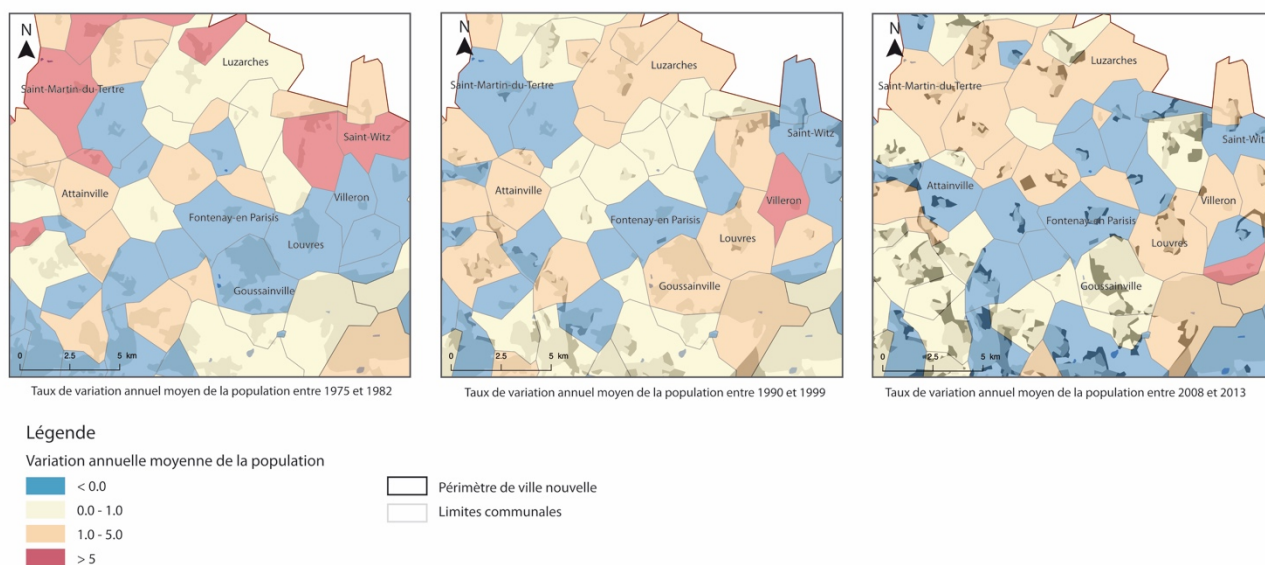 N
Luzarches
Saint-Martin-du-Tertre
Saint-Witz
Attainville
Villeron
Fontenay-en Parisis
Louvres
Goussainville
0 2.5 5 km
Taux de variation annuel moyen de la population entre 1975 et 1982
N
Luzarches
Saint-Martin-du-Tertre
Saint-Witz
Attainville
Villeron
Fontenay-en Parisis
Louvres
Goussainville
0 2.5 5 km
Taux de variation annuel moyen de la population entre 1990 et 1999
N
Luzarches
Saint-Martin-du-Tertre
Saint-Wit
Attainville
Villeron
Fontenay-en Parisis
Louvres
Goussainville
0 2.5 5 km
Taux de variation annuel moyen de la population entre 2008 et 2013
Légende
Variation annuelle moyenne de la population
< 0.0
0.0 - 1.0
1.0 - 5.0
> 5
Périmètre de ville nouvelle
Limites communales